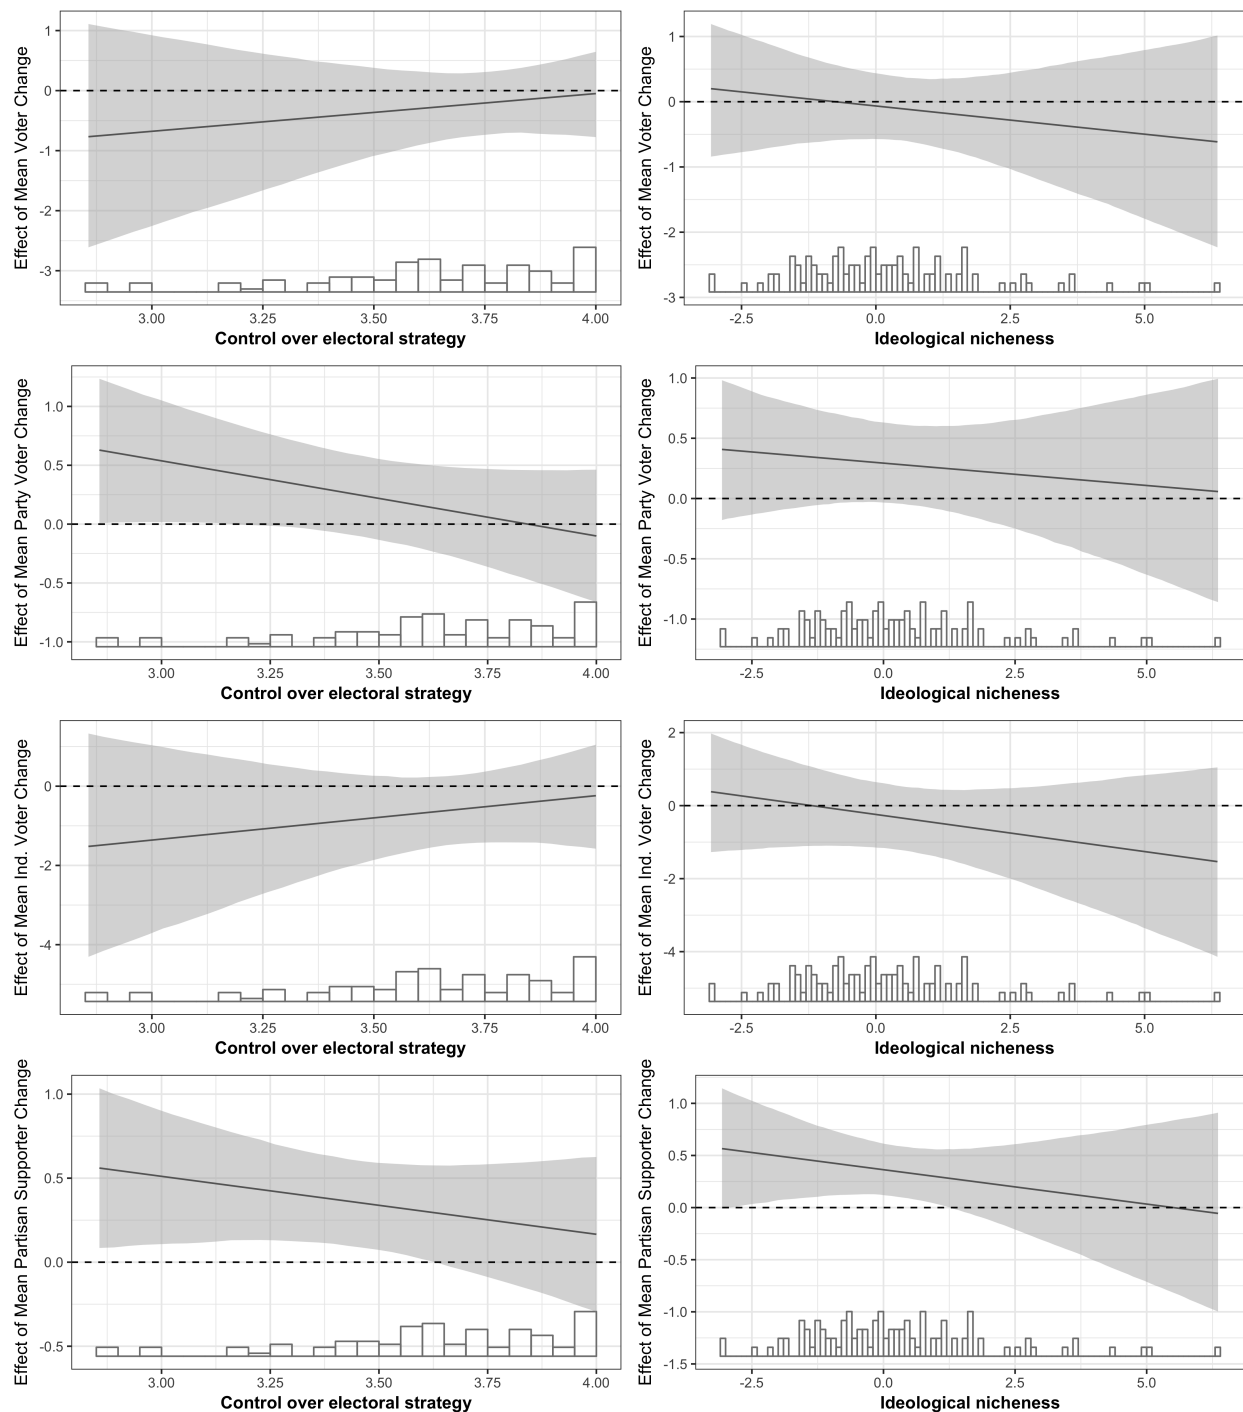 Effect of Mean Voter Change
1
0
-1
-2
-3
3.00 3.25 3.50 3.75 4.00
Control over electoral strategy
Effect of Mean Voter Change
1
0
-1
-2
-3
-2.5 0.0 2.5 5.0
Ideological nicheness
Effect of Mean Party Voter Change
1.0
0.5
0.0
-0.5
-1.0
3.00 3.25 3.50 3.75 4.00
Control over electoral strategy
Effect of Mean Party Voter Change
1.0
0.5
0.0
-0.5
-1.0
-2.5 0.0 2.5 5.0
Ideological nicheness
Effect of Mean Ind. Voter Change
0
-2
-4
3.00 3.25 3.50 3.75 4.00
Control over electoral strategy
Effect of Mean Ind. Voter Change
2
0
-2
-4
-2.5 0.0 2.5 5.0
Ideological nicheness
Effect of Mean Partisan Supporter Change
1.0
0.5
0.0
-0.5
3.00 3.25 3.50 3.75 4.00
Control over electoral strategy
Effect of Mean Partisan Supporter Change
1.0
0.5
0.0
-0.5
-1.0
-1.5
-2.5 0.0 2.5 5.0
Ideological nicheness